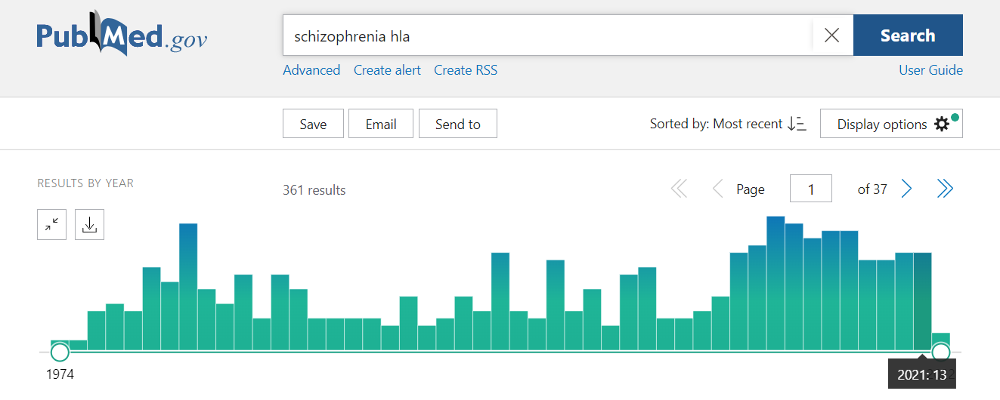 PubMed.gov
schizophrenia hla
Search
Advanced Create alert Create RSS
User Guide
Save Email Send to
Sorted by: Most recent
Display options
RESULTS BY YEAR
361 results
Page 1 of 37
1974
2021: 13